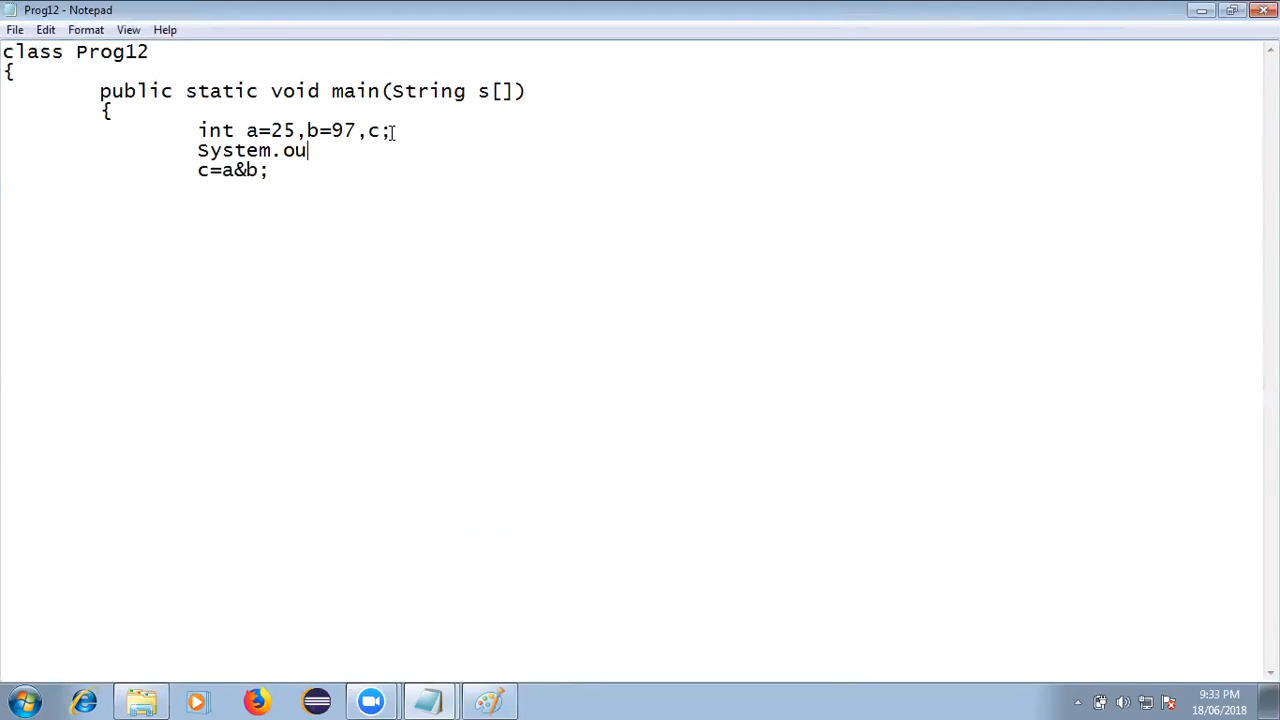 Prog12 - Notepad
File Edit Format View Help
class Prog12
{
public static void main(String s[])
{
int a=25,b=97,c;
System.ou
c=a&b;
9:33 PM
18/06/2018